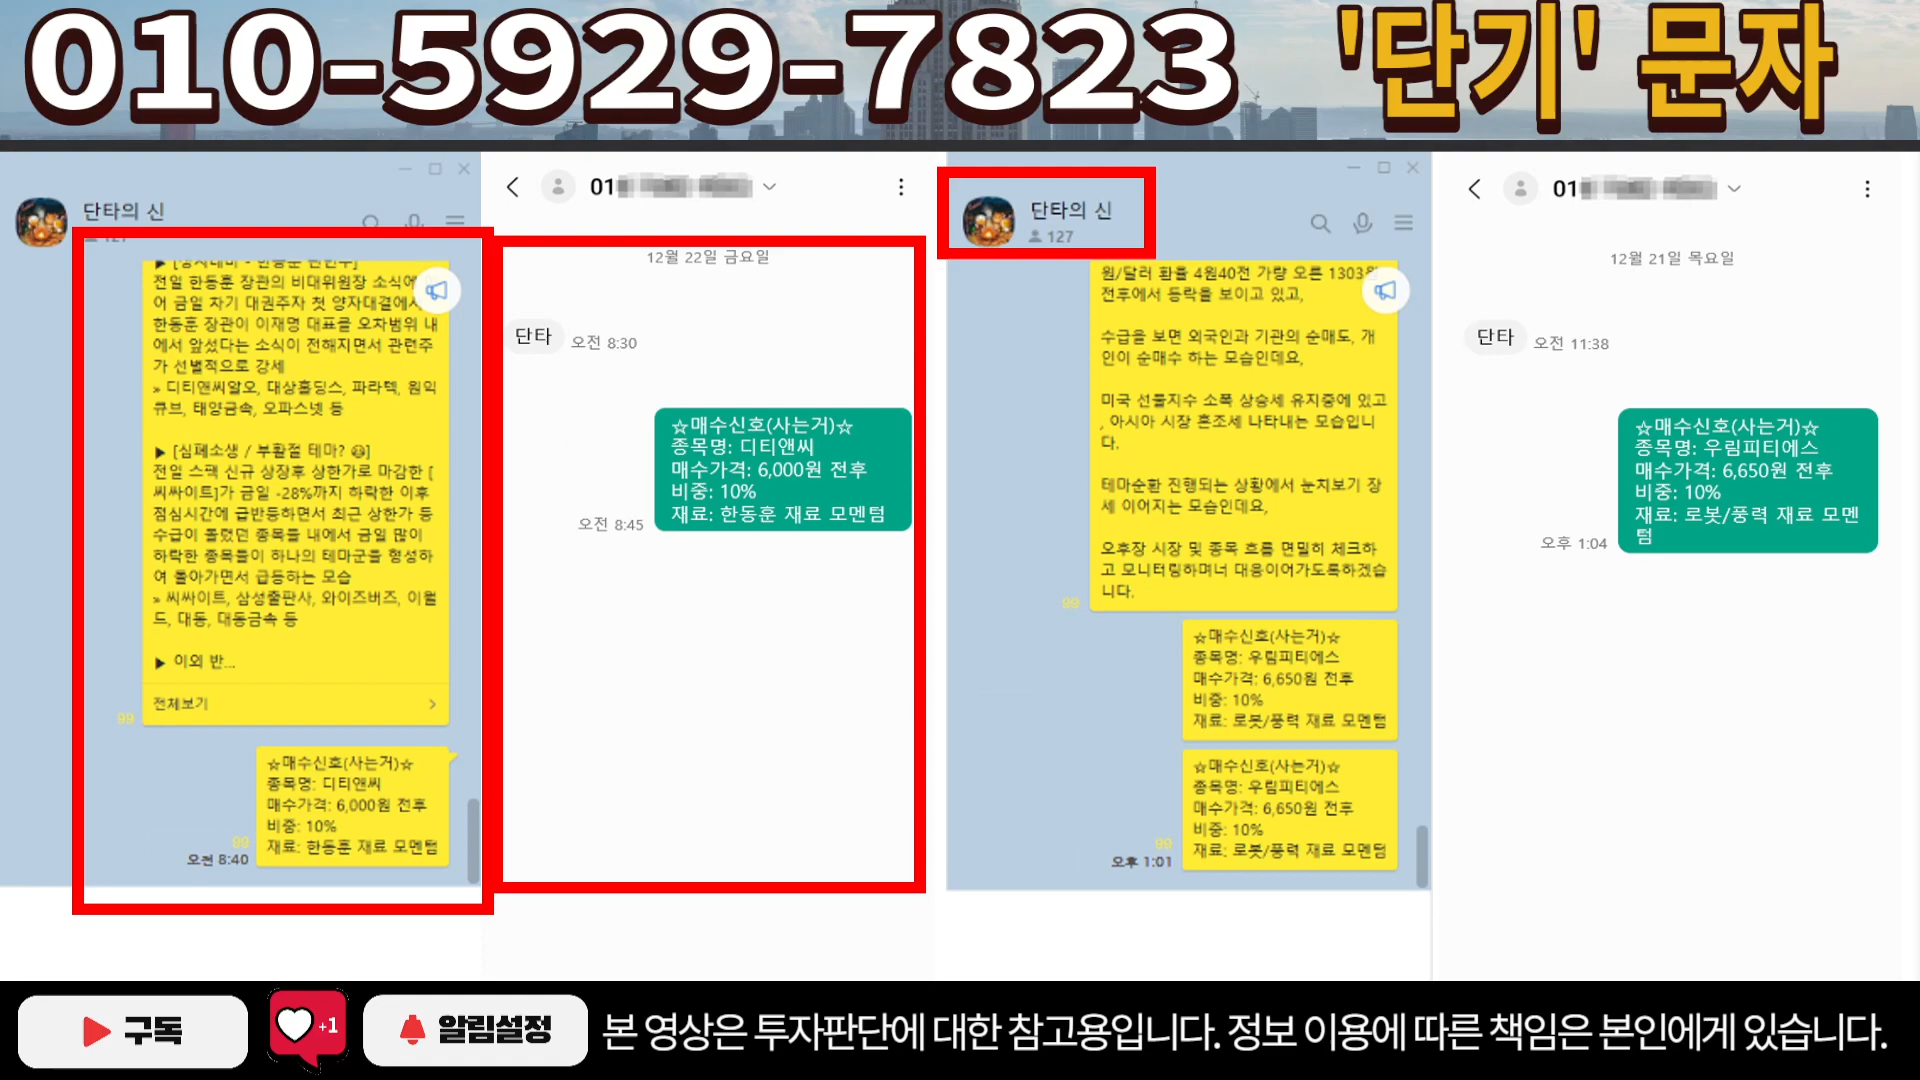 010-5929-7823 '단기' 문자
단타의 신
127
전일 한동훈 장관의 비대위원장 소식에
어 금일 차기 대권주자 첫 양자대결에서
한동훈 장관이 이재명 대표를 오차범위 내
에서 앞섰다는 소식이 전해지면서 관련주
가 선별적으로 강세
» 디티앤씨알오, 대상홀딩스, 파라텍, 원익
큐브, 태양금속, 오파스넷 등
▶ [심폐소생 / 부활절 테마? 😆]
전일 스팩 신규 상장후 상한가로 마감한 [
씨싸이트]가 금일 -28%까지 하락한 이후
점심시간에 급반등하면서 최근 상한가 등
수급이 몰렸던 종목들 내에서 금일 많이
하락한 종목들이 하나의 테마군을 형성하
여 돌아가면서 급등하는 모습
» 씨싸이트, 삼성출판사, 와이즈버즈, 이월
드, 대동, 대동금속 등
▶ 이외 반...
전체보기
99
☆매수신호(사는거)☆
종목명: 디티앤씨
매수가격: 6,000원 전후
비중: 10%
재료: 한동훈 재료 모멘텀
99
오전 8:40
01
12월 22일 금요일
단타
오전 8:30
☆매수신호(사는거)☆
종목명: 디티앤씨
매수가격: 6,000원 전후
비중: 10%
재료: 한동훈 재료 모멘텀
오전 8:45
단타의 신
127
원/달러 환율 4원40전 가량 오른 1303원
전후에서 등락을 보이고 있고,
수급을 보면 외국인과 기관의 순매도, 개
인이 순매수 하는 모습인데요,
미국 선물지수 소폭 상승세 유지중에 있고
, 아시아 시장 혼조세 나타내는 모습입니
다.
테마순환 진행되는 상황에서 눈치보기 장
세 이어지는 모습인데요,
오후장 시장 및 종목 흐름 면밀히 체크하
고 모니터링하며너 대응이어가도록하겠습
니다.
99
☆매수신호(사는거)☆
종목명: 우림피티에스
매수가격: 6,650원 전후
비중: 10%
재료: 로봇/풍력 재료 모멘텀
☆매수신호(사는거)☆
종목명: 우림피티에스
매수가격: 6,650원 전후
비중: 10%
재료: 로봇/풍력 재료 모멘텀
99
오후 1:01
01
12월 21일 목요일
단타
오전 11:38
☆매수신호(사는거)☆
종목명: 우림피티에스
매수가격: 6,650원 전후
비중: 10%
재료: 로봇/풍력 재료 모멘
텀
오후 1:04
구독
+1
알림설정
본 영상은 투자판단에 대한 참고용입니다. 정보 이용에 따른 책임은 본인에게 있습니다.